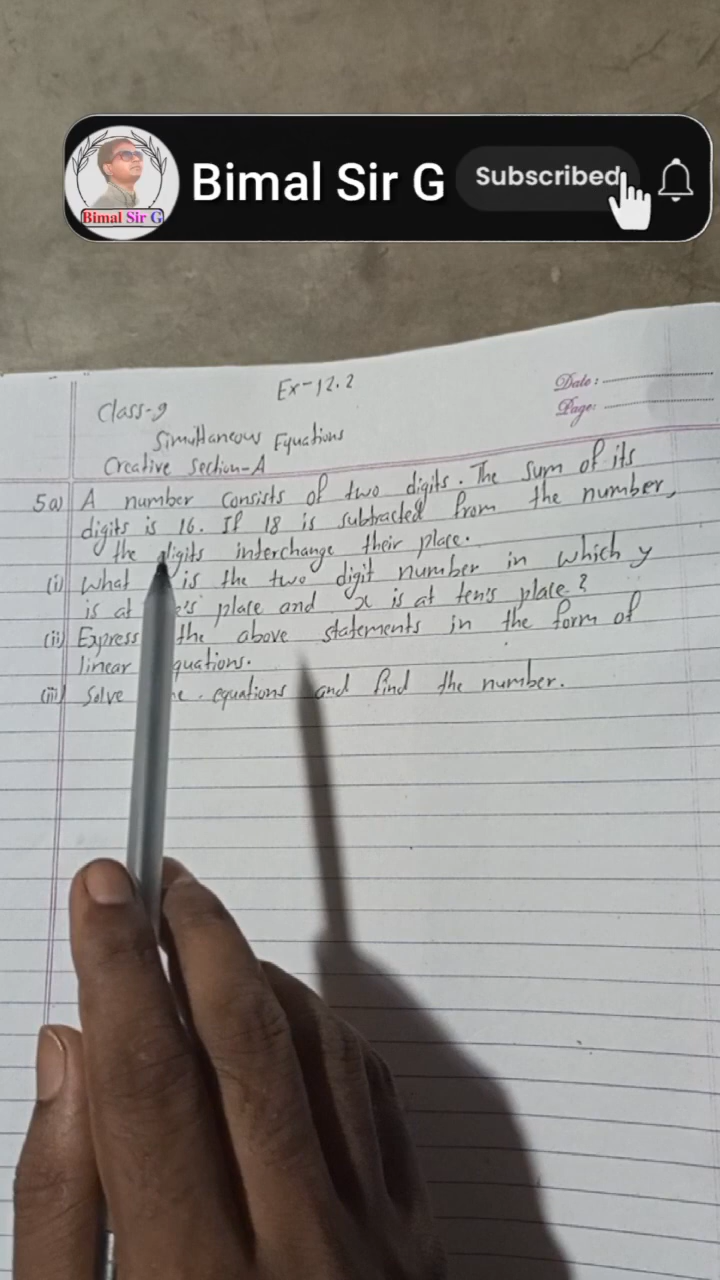 Bimal Sir G
Subscribed
Bimal Sir G
Ex-12.2
Date:
Class-9
Page:
Simultaneous Equations
Creative Section-A
5a) A number consists of two digits. The sum of its
digits is 16. If 18 is subtracted from the number,
the digits interchange their place.
(i) What is the two digit number in which y
is at place and x is at ten's place?
(ii) Express the above statements in the form of
linear quations.
(iii) Solve equations and find the number.